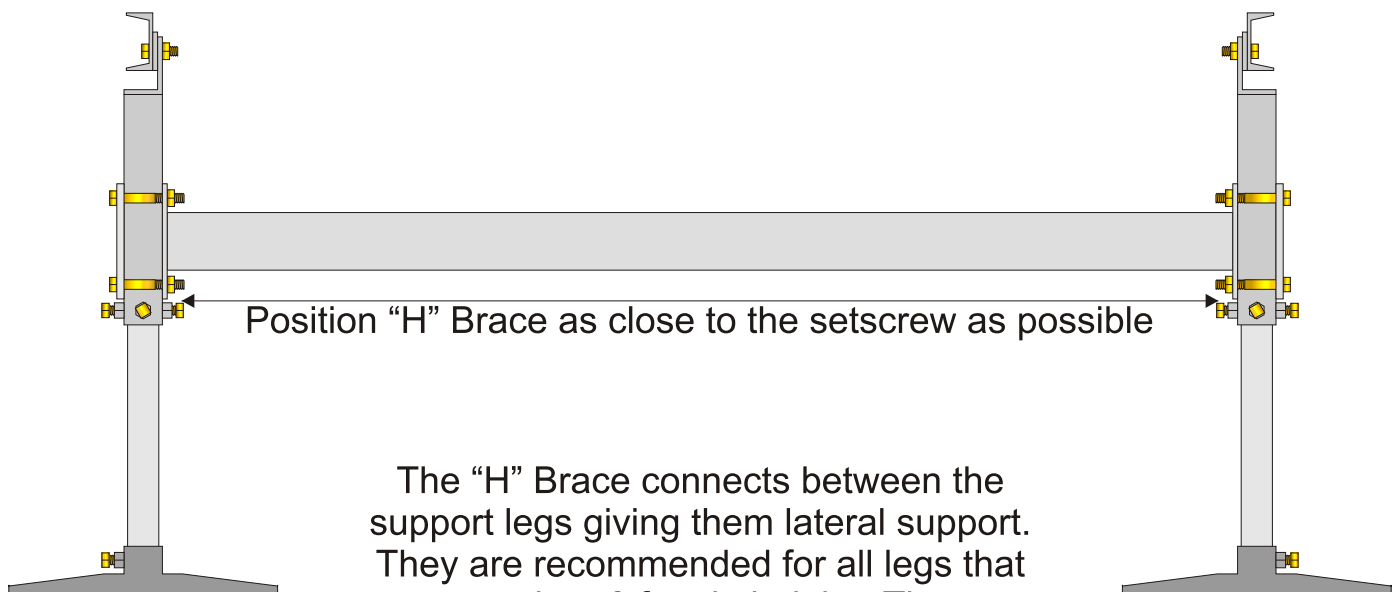 Position “H” Brace as close to the setscrew as possible
The “H” Brace connects between the
support legs giving them lateral support.
They are recommended for all legs that